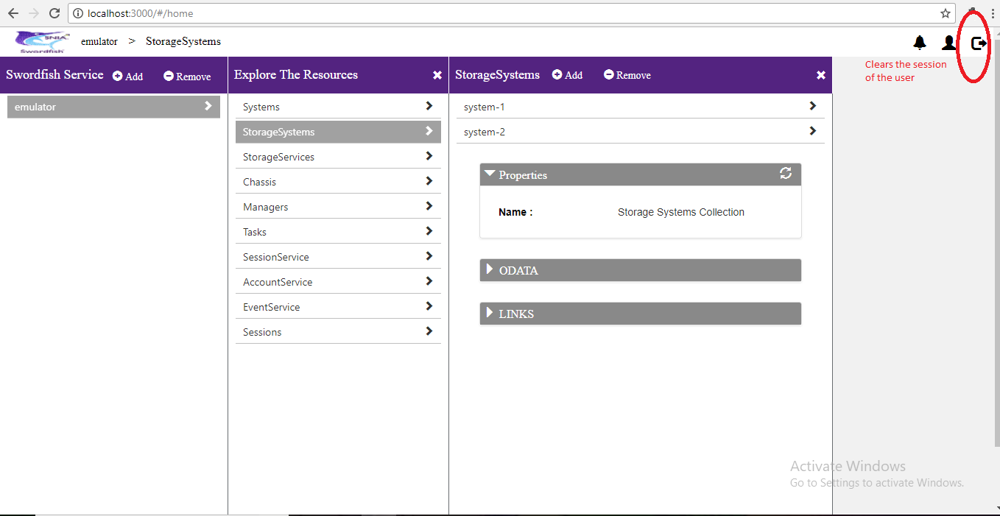 localhost:3000/#/home
SNIA
Swordfish
emulator > StorageSystems
Clears the session
of the user
Swordfish Service Add Remove
emulator
Explore The Resources
Systems
StorageSystems
StorageServices
Chassis
Managers
Tasks
SessionService
AccountService
EventService
Sessions
StorageSystems Add Remove
system-1
system-2
Properties
Name : Storage Systems Collection
ODATA
LINKS
Activate Windows
Go to Settings to activate Windows.